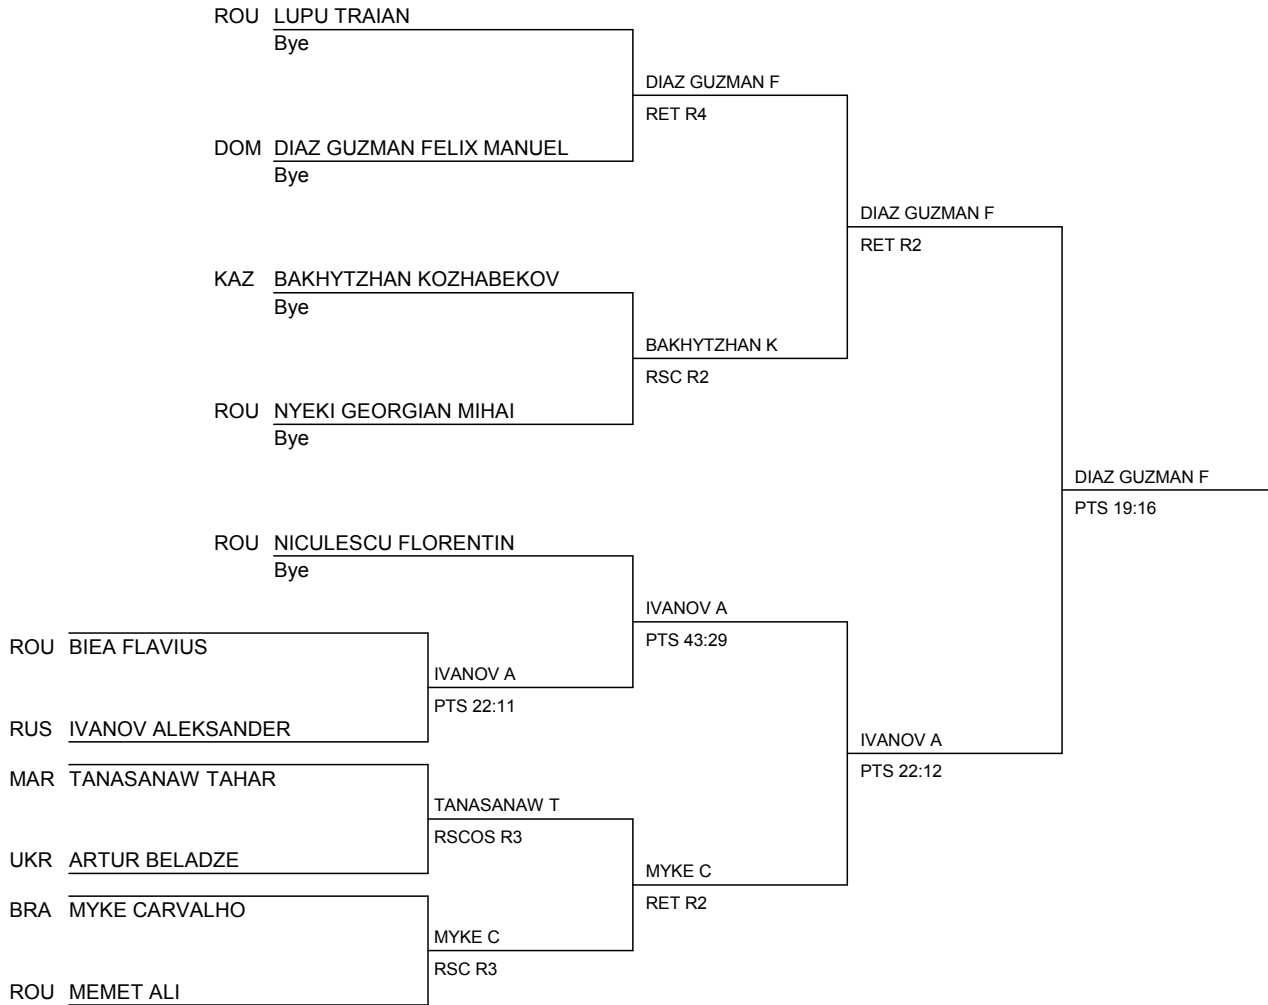 ROU LUPU TRAIAN
Bye
DIAZ GUZMAN F
RET R4
DOM DIAZ GUZMAN FELIX MANUEL
Bye
DIAZ GUZMAN F
RET R2
KAZ BAKHYTZHAN KOZHABEKOV
Bye
BAKHYTZHAN K
RSC R2
ROU NYEKI GEORGIAN MIHAI
Bye
DIAZ GUZMAN F
PTS 19:16
ROU NICULESCU FLORENTIN
Bye
IVANOV A
PTS 43:29
ROU BIEA FLAVIUS
IVANOV A
PTS 22:11
RUS IVANOV ALEKSANDER
IVANOV A
PTS 22:12
MAR TANASANAW TAHAR
TANASANAW T
RSCOS R3
UKR ARTUR BELADZE
MYKE C
RET R2
BRA MYKE CARVALHO
MYKE C
RSC R3
ROU MEMET ALI